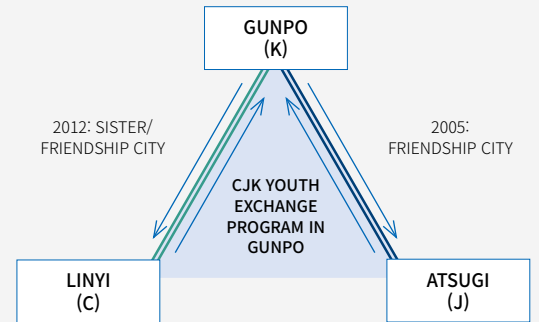 GUNPO
(K)
2012: SISTER/
FRIENDSHIP CITY
2005:
FRIENDSHIP CITY
CJK YOUTH
EXCHANGE
PROGRAM IN
GUNPO
LINYI
(C)
ATSUGI
(J)